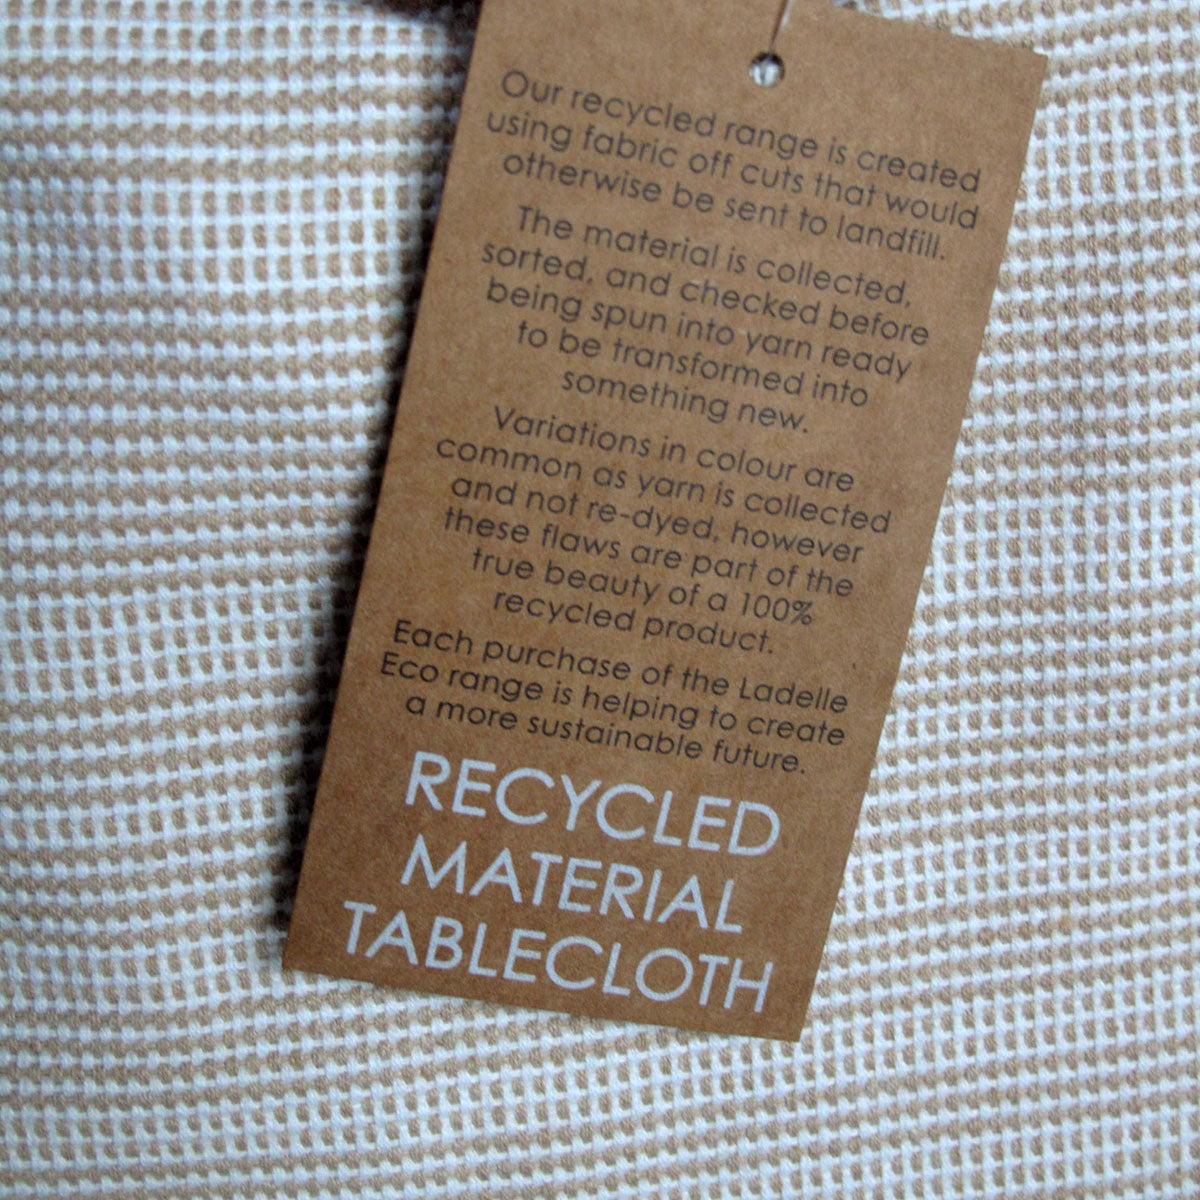 Our recycled range is created
using fabric off cuts that would
otherwise be sent to landfill.
The material is collected,
sorted, and checked before
being spun into yarn ready
to be transformed into
something new.
Variations in colour are
common as yarn is collected
and not re-dyed, however
these flaws are part of the
true beauty of a 100%
recycled product.
Each purchase of the Ladelle
Eco range is helping to create
a more sustainable future.
RECYCLED
MATERIAL
TABLECLOTH